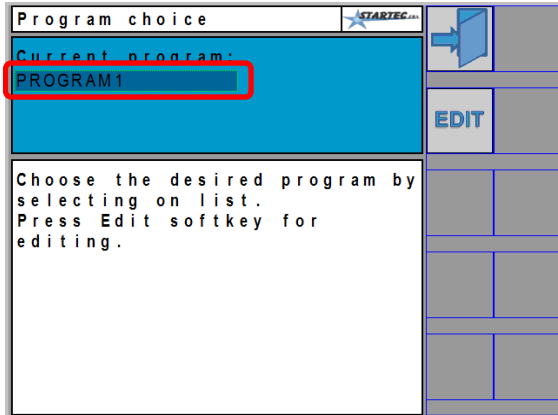 Program choice
STARTEC s.r.l.
Current program:
PROGRAM1
EDIT
Choose the desired program by
selecting on list.
Press Edit softkey for
editing.